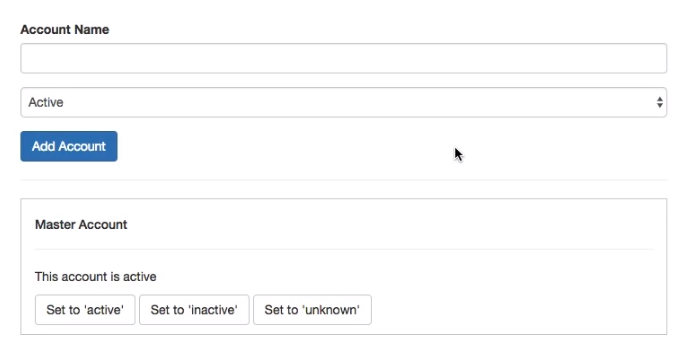 Account Name
Active
Add Account
Master Account
This account is active
Set to 'active' Set to 'inactive' Set to 'unknown'